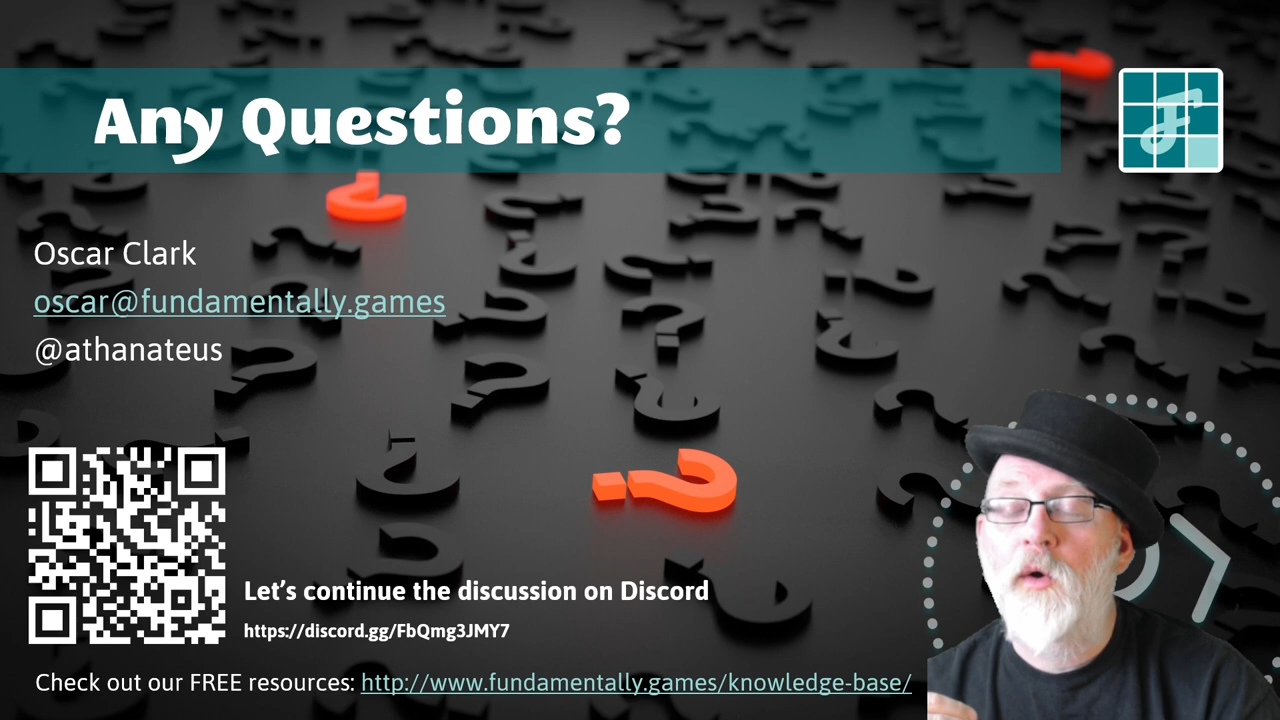 Any Questions?
F
Oscar Clark
oscar@fundamentally.games
@athanateus
Let's continue the discussion on Discord
https://discord.gg/FbQmg3JMY7
Check out our FREE resources: http://www.fundamentally.games/knowledge-base/